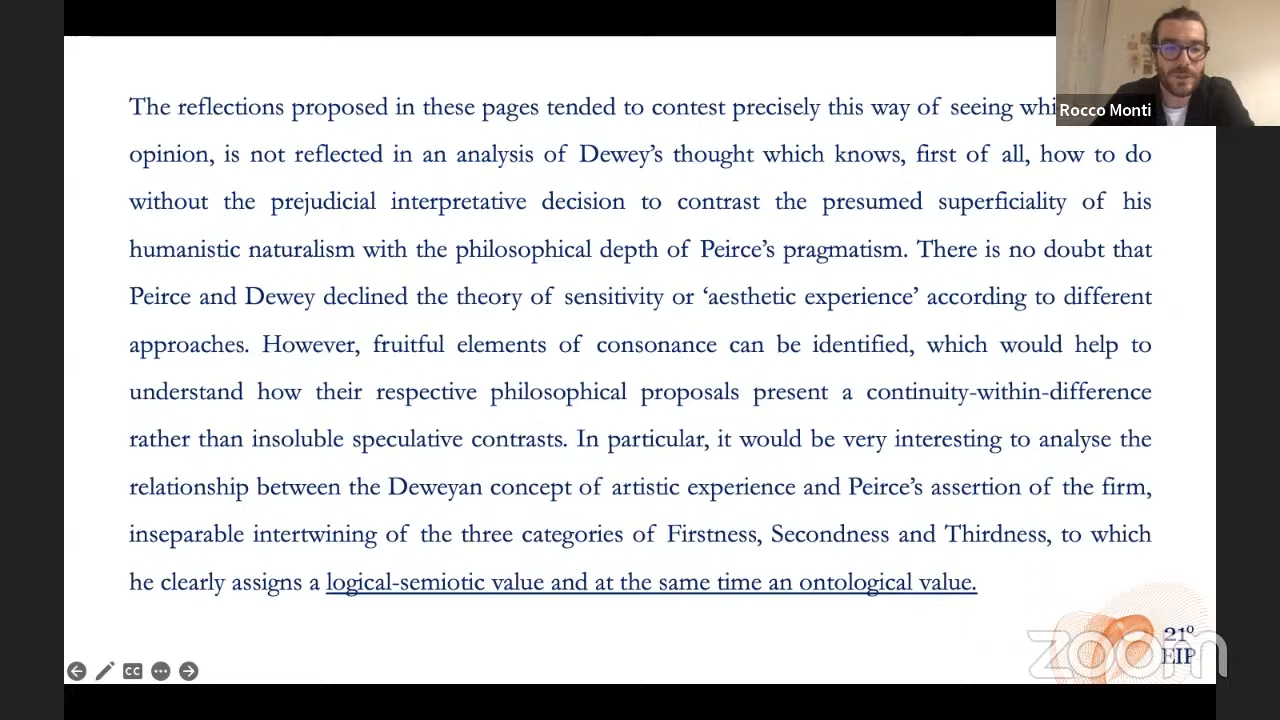 The reflections proposed in these pages tended to contest precisely this way of seeing
opinion, is not reflected in an analysis of Dewey's thought which knows, first of all, how to do
without the prejudicial interpretative decision to contrast the presumed superficiality of his
humanistic naturalism with the philosophical depth of Peirce's pragmatism. There is no doubt that
Peirce and Dewey declined the theory of sensitivity or ‘aesthetic experience’ according to different
approaches. However, fruitful elements of consonance can be identified, which would help to
understand how their respective philosophical proposals present a continuity-within-difference
rather than insoluble speculative contrasts. In particular, it would be very interesting to analyse the
relationship between the Deweyan concept of artistic experience and Peirce's assertion of the firm,
inseparable intertwining of the three categories of Firstness, Secondness and Thirdness, to which
he clearly assigns a logical-semiotic value and at the same time an ontological value.
Rocco Monti
21º
EIP
zoom
CC